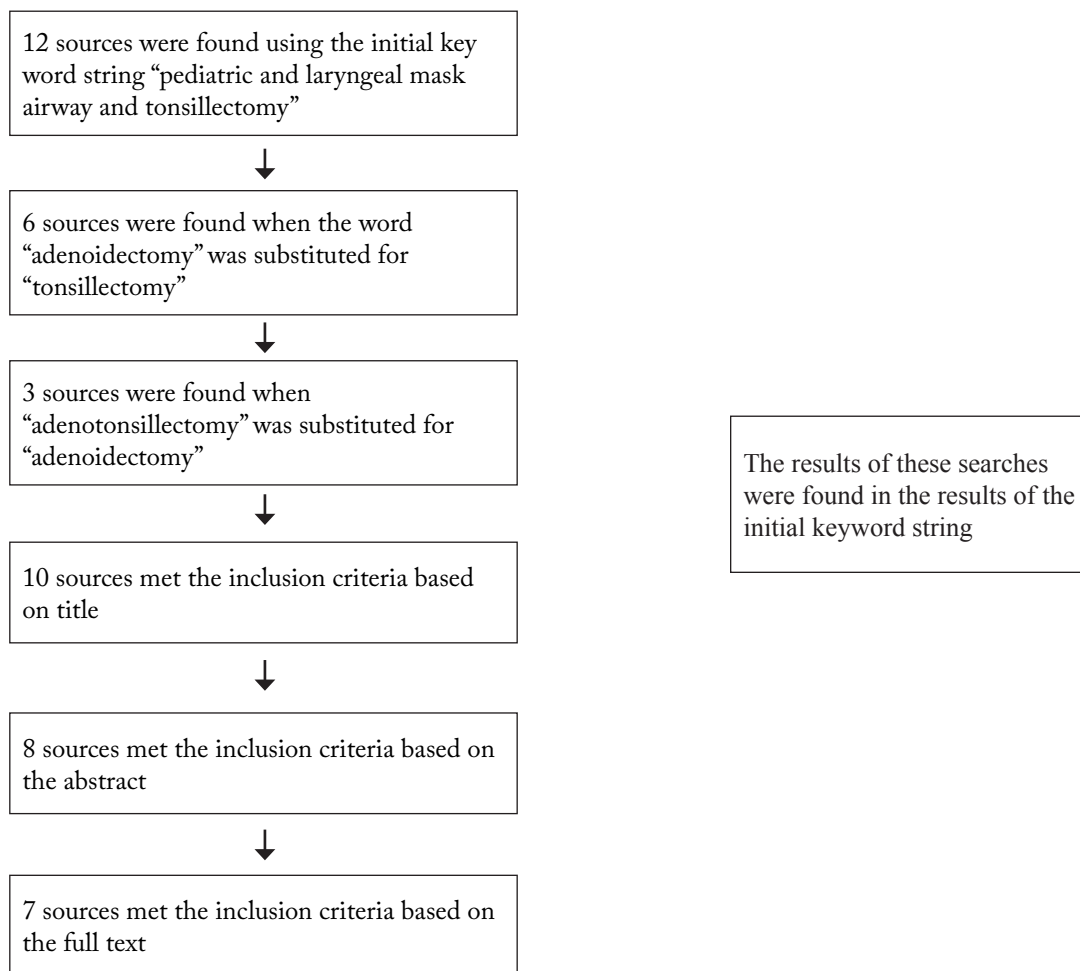 12 sources were found using the initial key
word string “pediatric and laryngeal mask
airway and tonsillectomy”
6 sources were found when the word
“adenoidectomy” was substituted for
“tonsillectomy”
3 sources were found when
“adenotonsillectomy” was substituted for
“adenoidectomy”
The results of these searches
were found in the results of the
initial keyword string
10 sources met the inclusion criteria based
on title
8 sources met the inclusion criteria based on
the abstract
7 sources met the inclusion criteria based on
the full text